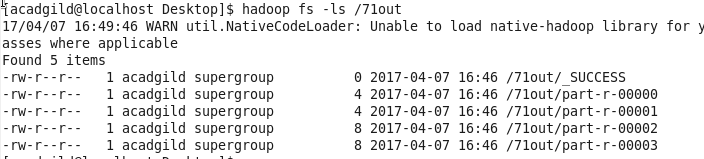 [acadgild@localhost Desktop]$ hadoop fs -ls /71out
17/04/07 16:49:46 WARN util.NativeCodeLoader: Unable to load native-hadoop library for y
asses where applicable
Found 5 items
-rw-r--r--   1 acadgild supergroup          0 2017-04-07 16:46 /71out/_SUCCESS
-rw-r--r--   1 acadgild supergroup          4 2017-04-07 16:46 /71out/part-r-00000
-rw-r--r--   1 acadgild supergroup          4 2017-04-07 16:46 /71out/part-r-00001
-rw-r--r--   1 acadgild supergroup          8 2017-04-07 16:46 /71out/part-r-00002
-rw-r--r--   1 acadgild supergroup          8 2017-04-07 16:46 /71out/part-r-00003